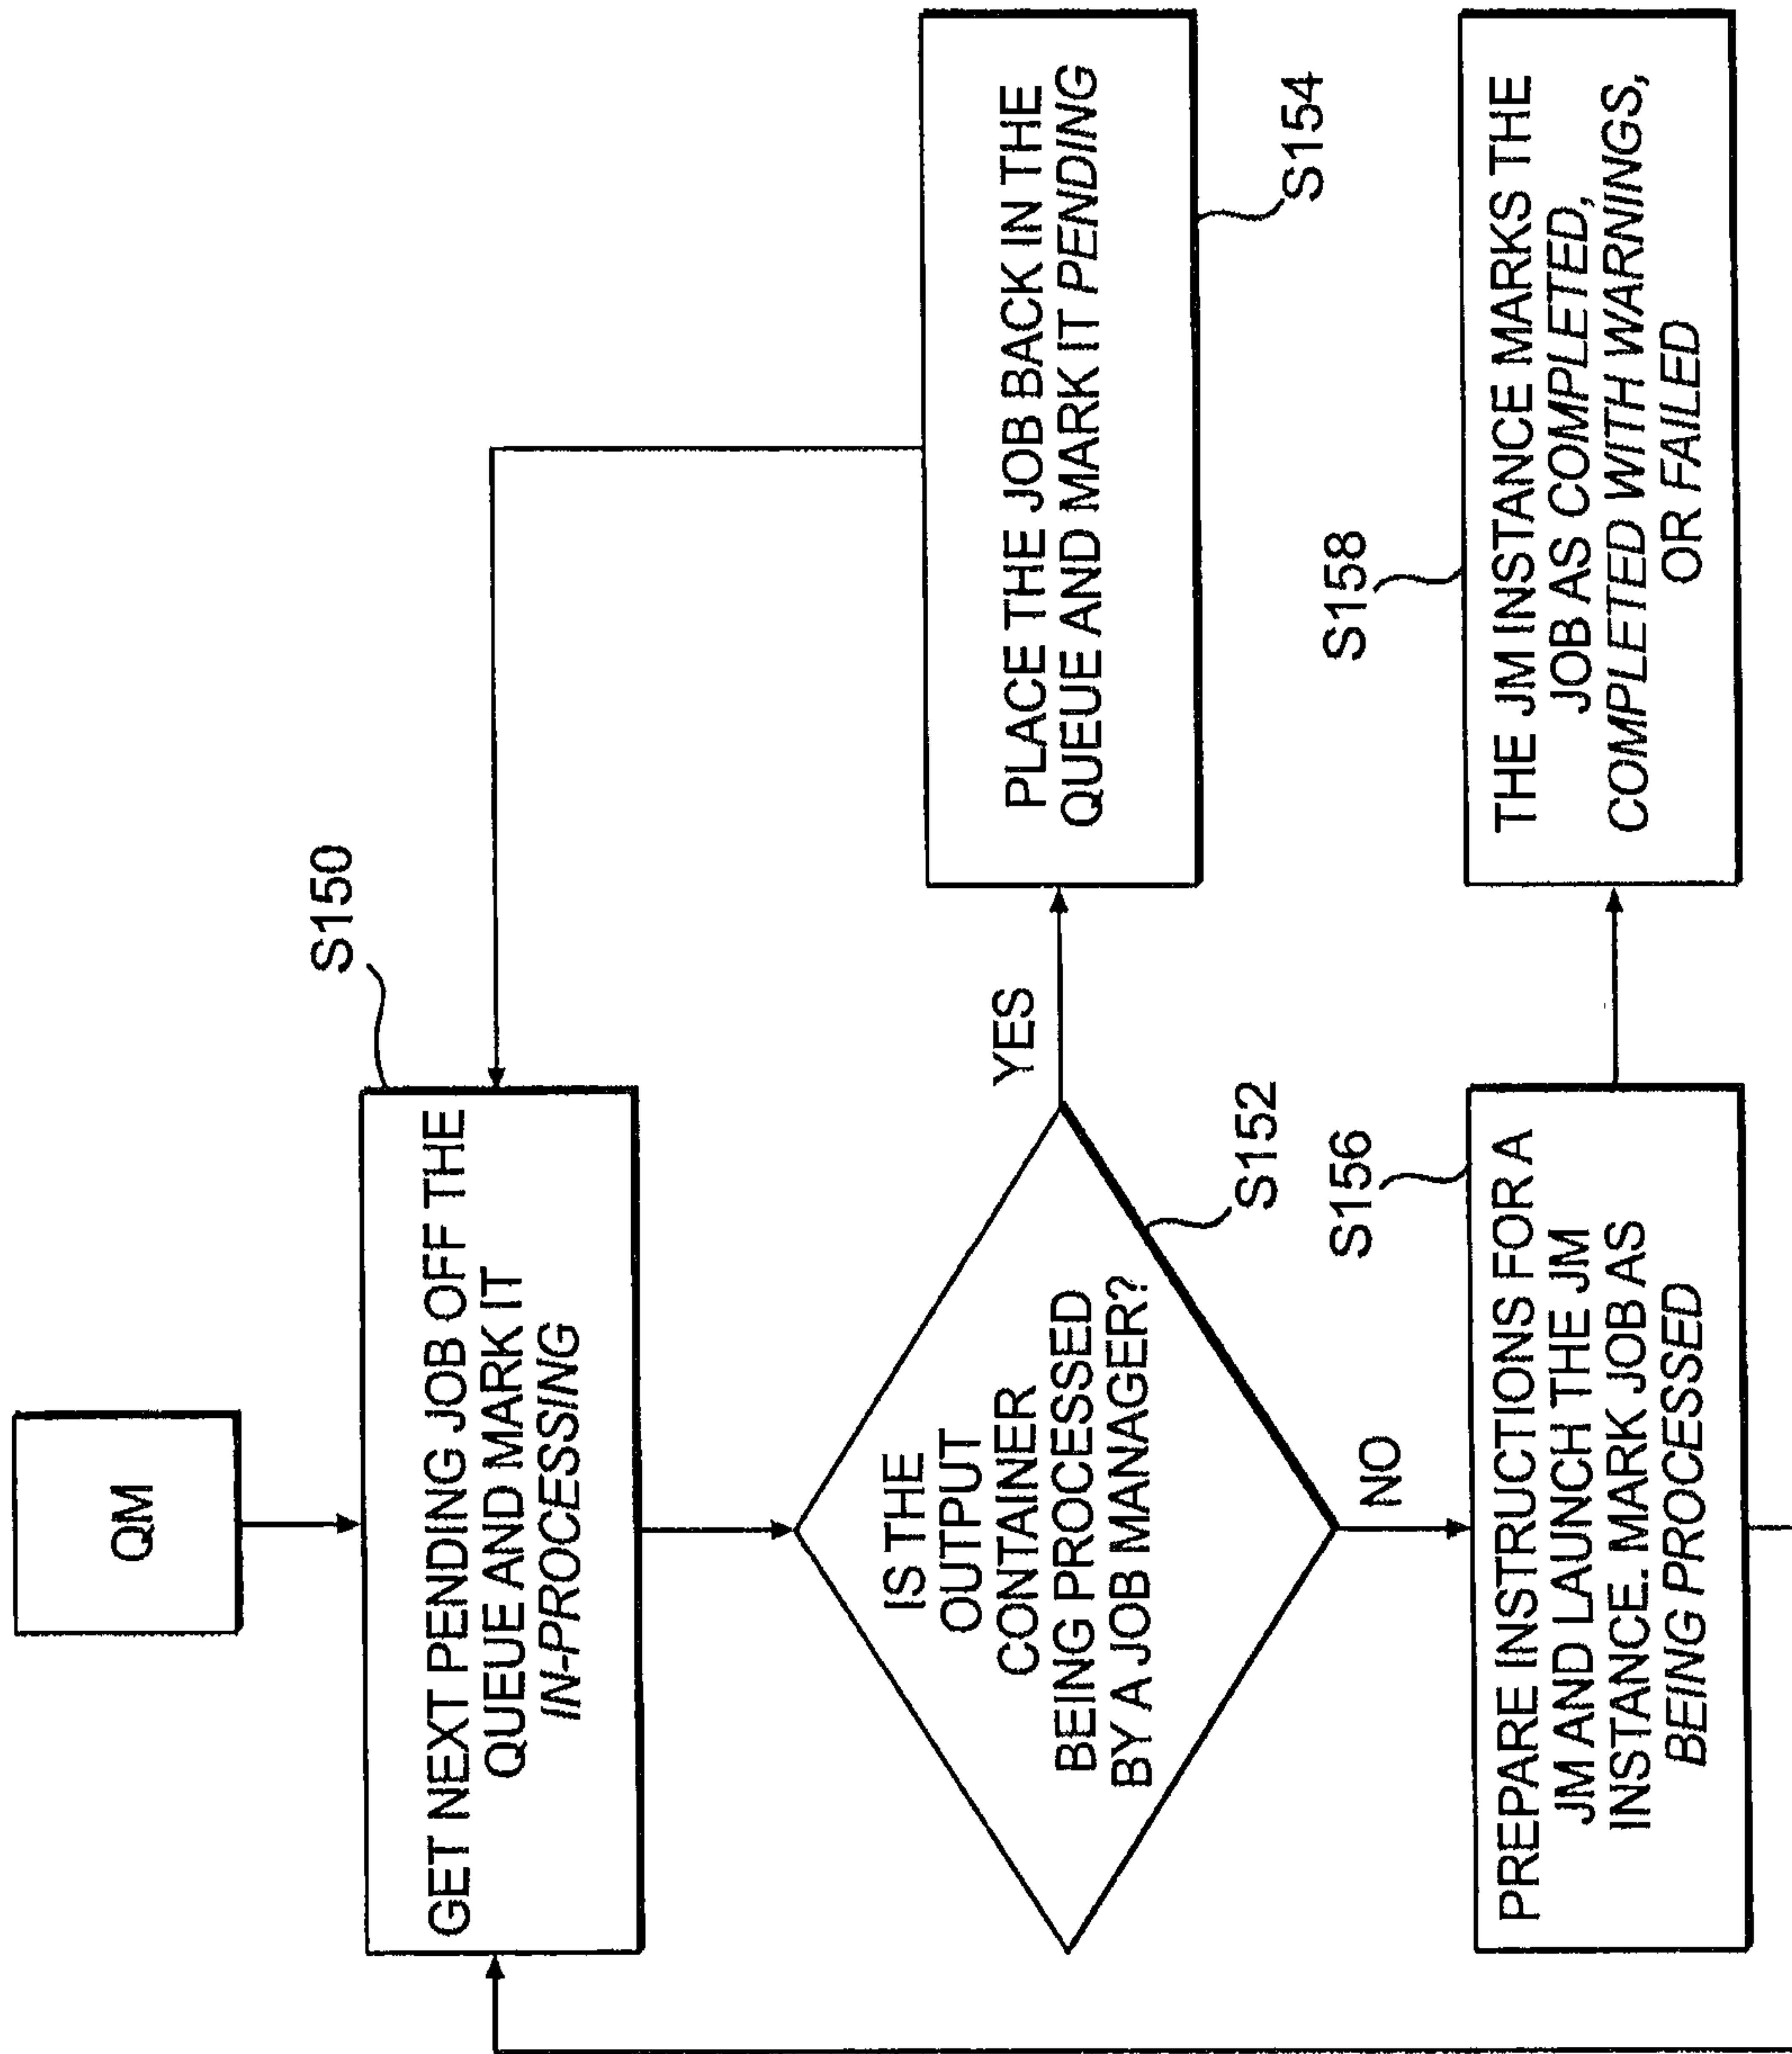 QM
S150
GET NEXT PENDING JOB OFF THE
QUEUE AND MARK IT
IN-PROCESSING
IS THE
OUTPUT
CONTAINER
BEING PROCESSED
BY A JOB MANAGER?
S152
YES
PLACE THE JOB BACK IN THE
QUEUE AND MARK IT PENDING
S154
NO
S156
PREPARE INSTRUCTIONS FOR A
JM AND LAUNCH THE JM
INSTANCE. MARK JOB AS
BEING PROCESSED
S158
THE JM INSTANCE MARKS THE
JOB AS COMPLETED,
COMPLETED WITH WARNINGS,
OR FAILED